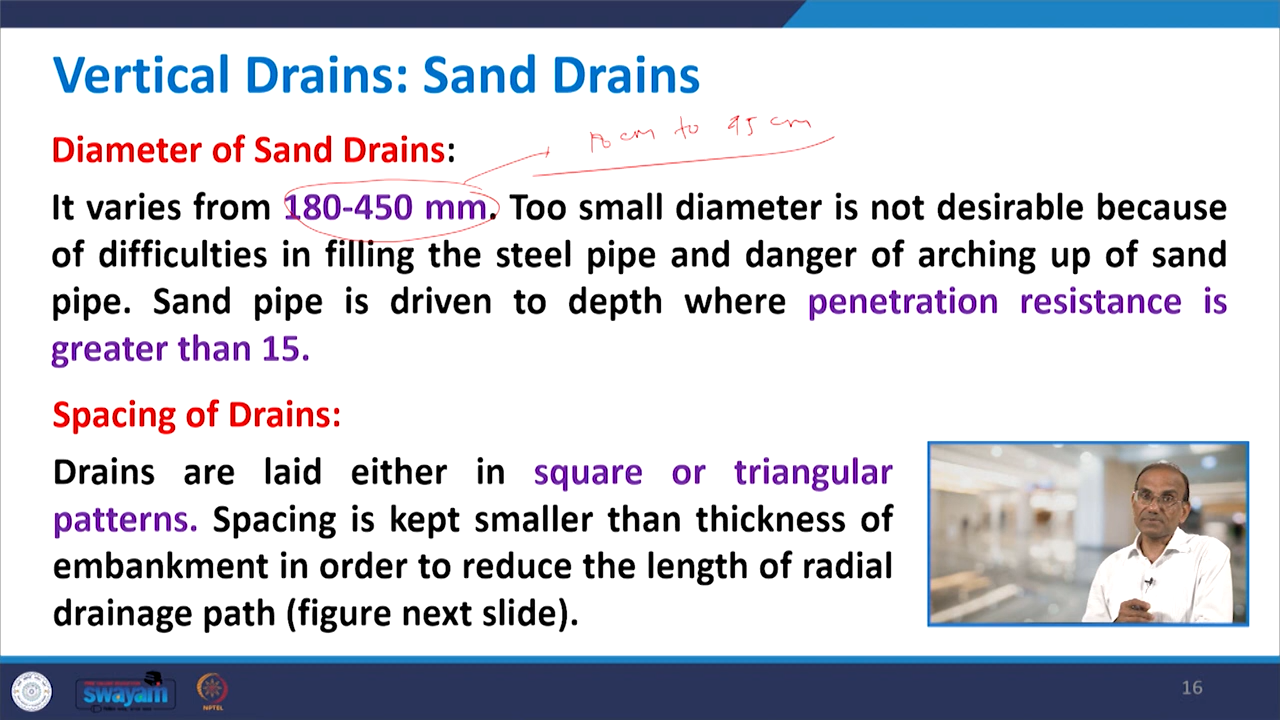 Vertical Drains: Sand Drains
Diameter of Sand Drains:
cm to 45 cm
It varies from 180-450 mm. Too small diameter is not desirable because
of difficulties in filling the steel pipe and danger of arching up of sand
pipe. Sand pipe is driven to depth where penetration resistance is
greater than 15.
Spacing of Drains:
Drains are laid either in square or triangular
patterns. Spacing is kept smaller than thickness of
embankment in order to reduce the length of radial
drainage path (figure next slide).
swayam
NPTEL
16